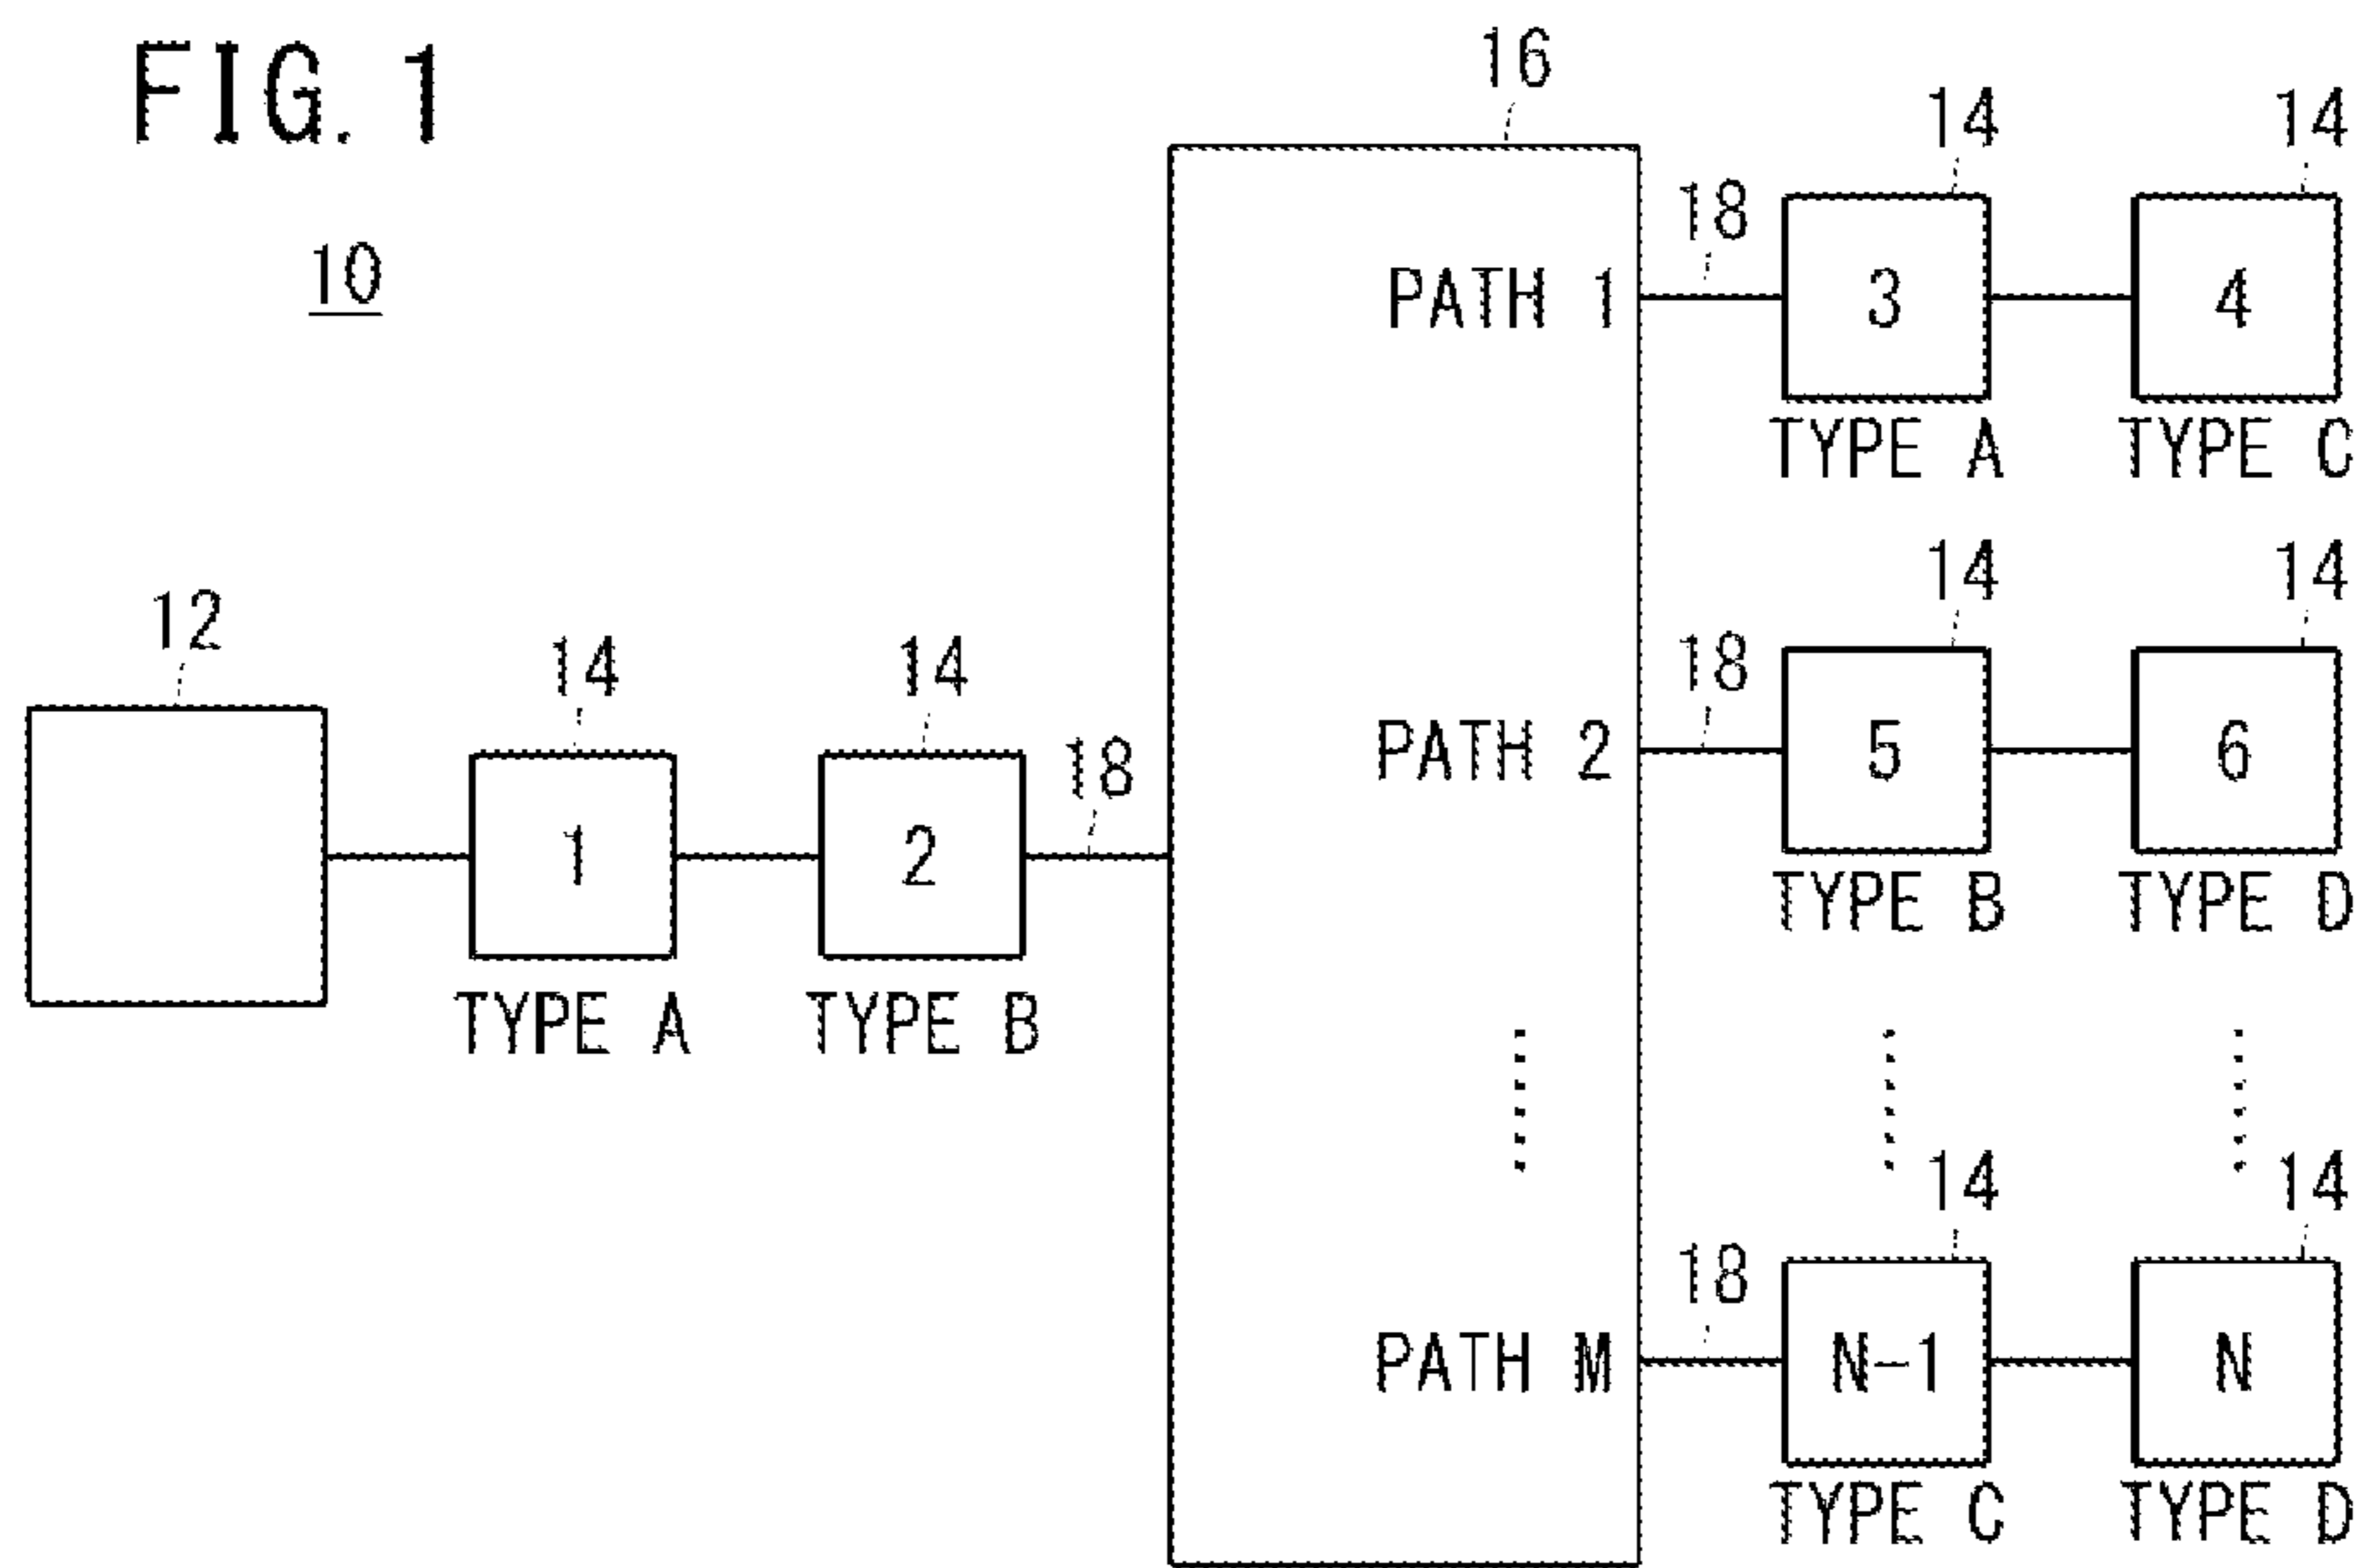 FIG. 1
10
16
14 14
18
PATH 1 3 4
TYPE A TYPE C
14 14
12
14 14 18
18
PATH 2 5 6
1 2
TYPE B TYPE D
TYPE A TYPE B
14 14
18
PATH M N-1 N
TYPE C TYPE D